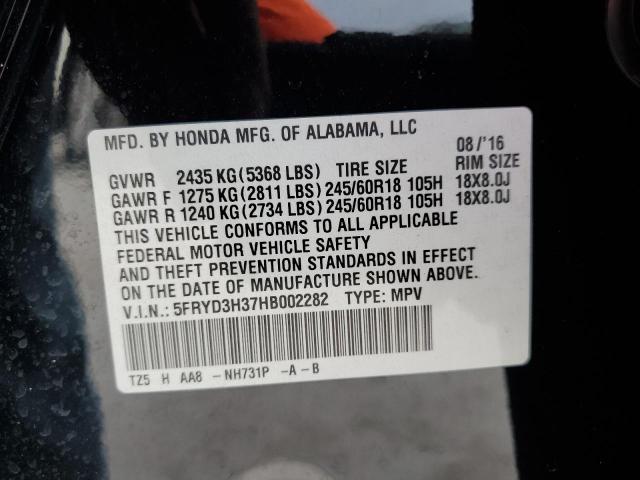 MFD. BY HONDA MFG. OF ALABAMA, LLC 08/'16
GVWR 2435 KG(5368 LBS) TIRE SIZE RIM SIZE
GAWR F 1275 KG(2811 LBS) 245/60R18 105H 18X8.0J
GAWR R 1240 KG(2734 LBS) 245/60R18 105H 18X8.0J
THIS VEHICLE CONFORMS TO ALL APPLICABLE
FEDERAL MOTOR VEHICLE SAFETY
AND THEFT PREVENTION STANDARDS IN EFFECT
ON THE DATE OF MANUFACTURE SHOWN ABOVE.
V.I.N.: 5FRYD3H37HB002282 TYPE: MPV
TZ5 H AA8 -NH731P -A-B